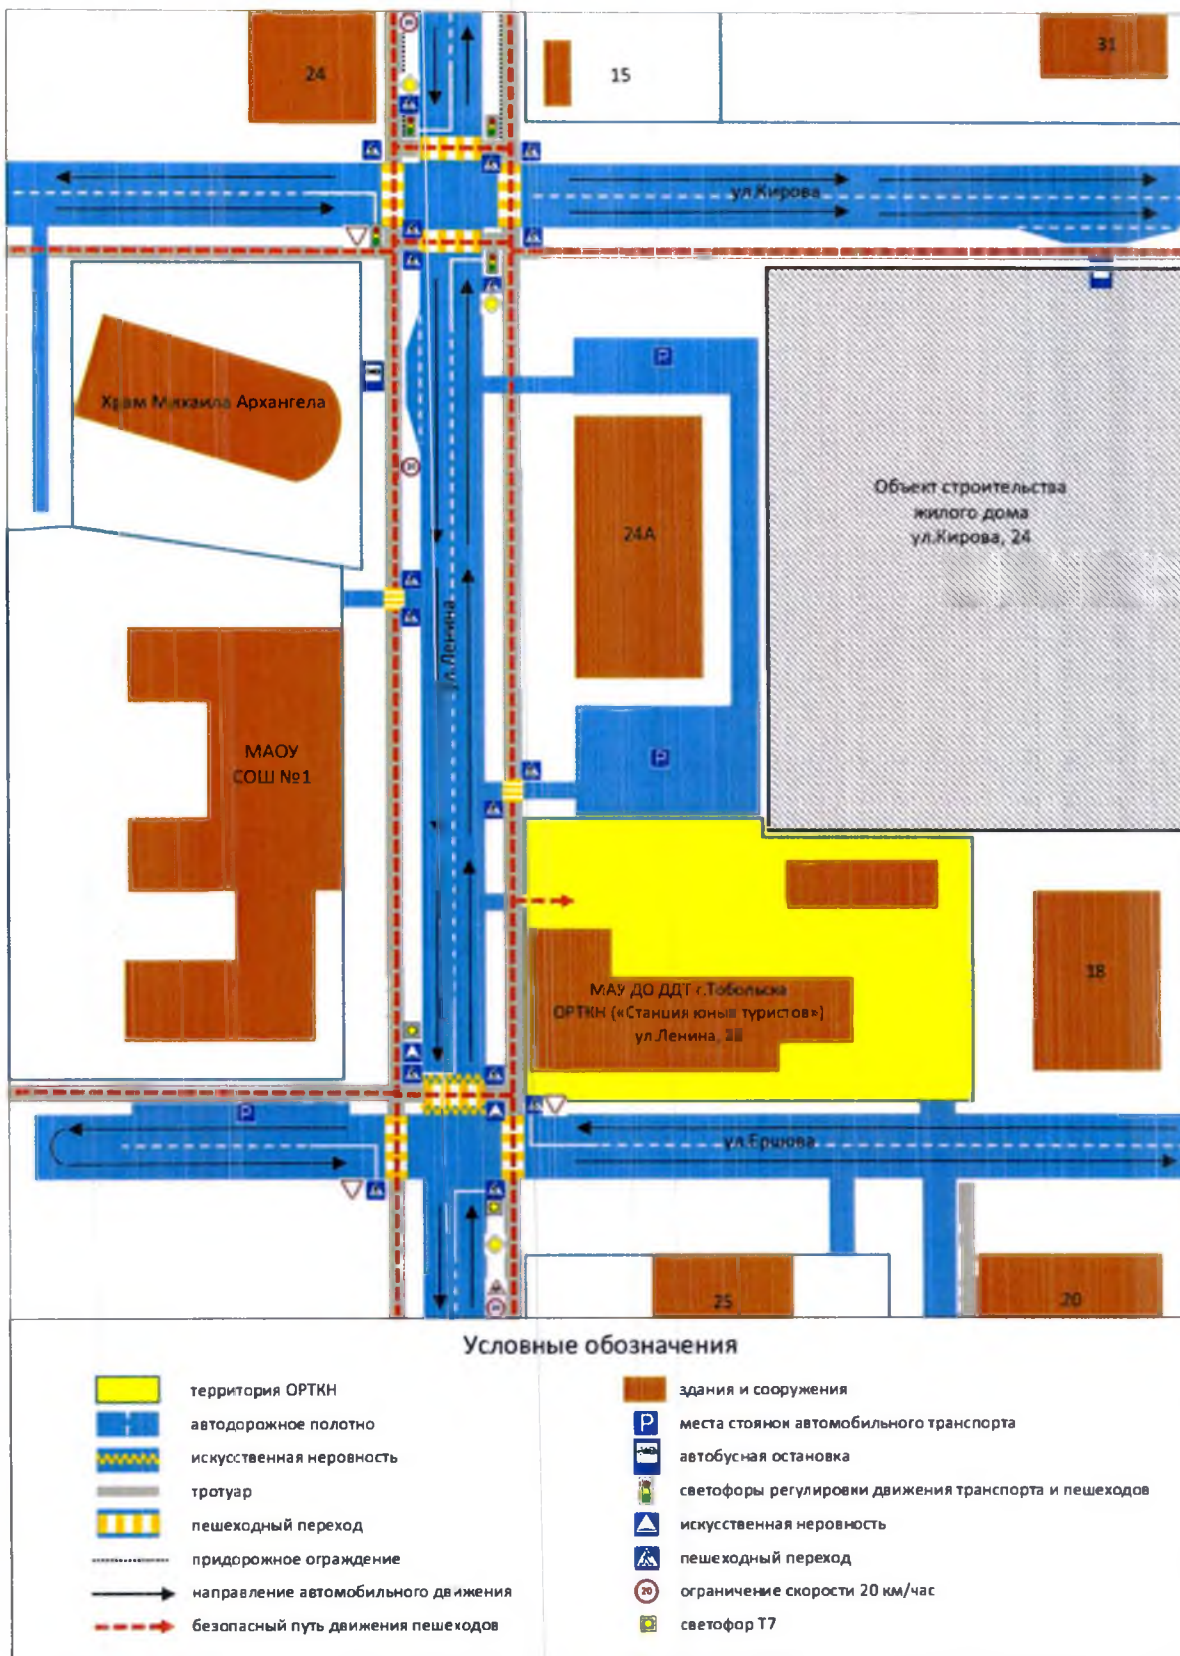 24
15
31
ул.Кирова
Храм Михаила Архангела
24А
Объект строительства
жилого дома
ул.Кирова, 24
ул.Ленина
МАОУ
СОШ №1
МАУ ДО ДДТ г.Тобольска
ОРТКН («Станция юных туристов»)
ул.Ленина,
18
ул.Ершова
25
20
Условные обозначения
территория ОРТКН
автодорожное полотно
искусственная неровность
тротуар
пешеходный переход
придорожное ограждение
направление автомобильного движения
безопасный путь движения пешеходов
здания и сооружения
P места стоянок автомобильного транспорта
автобусная остановка
светофоры регулировки движения транспорта и пешеходов
искусственная неровность
пешеходный переход
20 ограничение скорости 20 км/час
светофор Т7